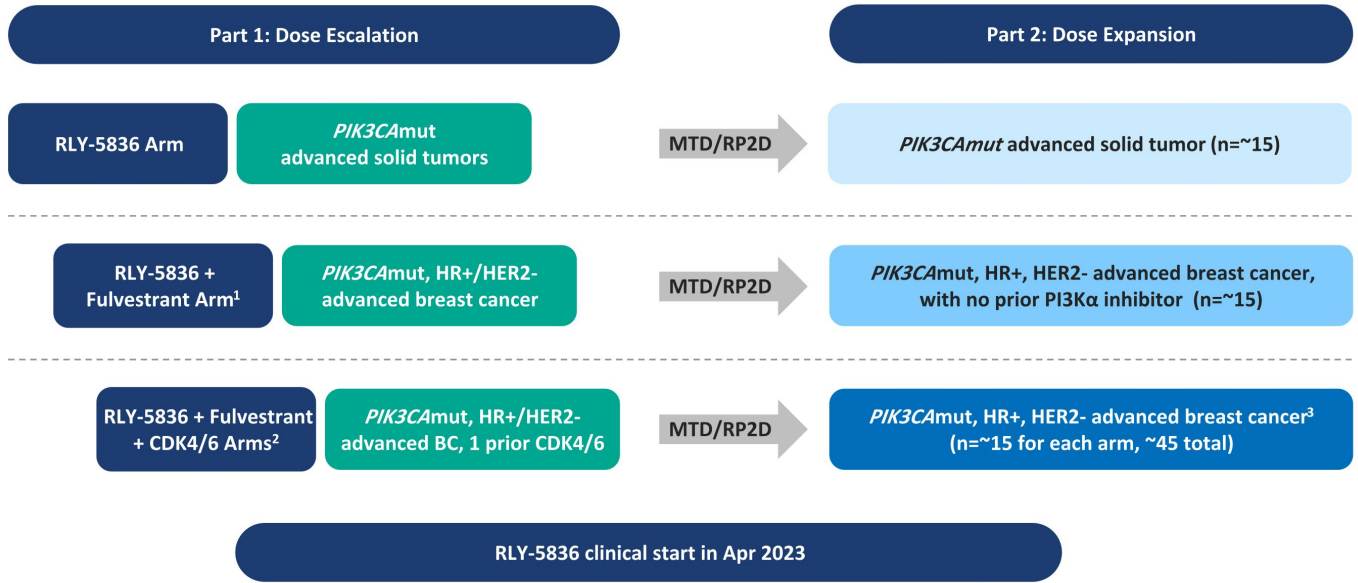 Part 1: Dose Escalation
Part 2: Dose Expansion
RLY-5836 Arm
PIK3CAmut
advanced solid tumors
MTD/RP2D
PIK3CAmut advanced solid tumor (n=~15)
RLY-5836 +
Fulvestrant Arm¹
PIK3CAmut, HR+/HER2-
advanced breast cancer
MTD/RP2D
PIK3CAmut, HR+, HER2- advanced breast cancer,
with no prior PI3Kα inhibitor (n=~15)
RLY-5836 + Fulvestrant
+ CDK4/6 Arms²
PIK3CAmut, HR+/HER2-
advanced BC, 1 prior CDK4/6
MTD/RP2D
PIK3CAmut, HR+, HER2- advanced breast cancer³
(n=~15 for each arm, ~45 total)
RLY-5836 clinical start in Apr 2023